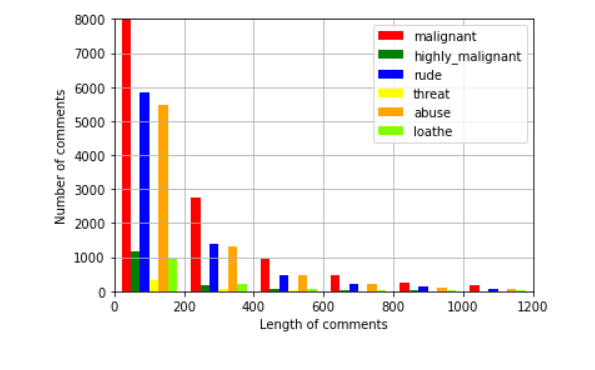 8000
7000
6000
5000
4000
3000
2000
1000
0
Number of comments
malignant
highly_malignant
rude
threat
abuse
loathe
0 200 400 600 800 1000 1200
Length of comments